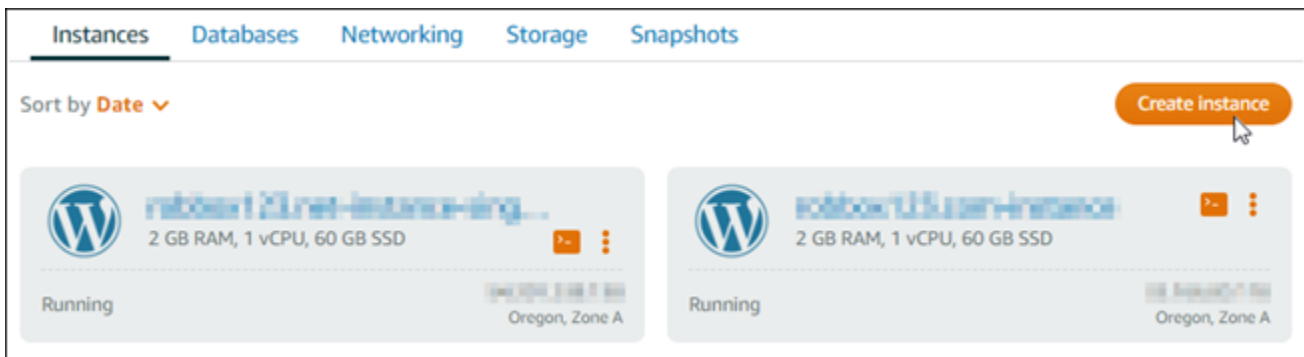 Instances Databases Networking Storage Snapshots
Sort by Date
Create instance
2 GB RAM, 1 vCPU, 60 GB SSD
Running
Oregon, Zone A
2 GB RAM, 1 vCPU, 60 GB SSD
Running
Oregon, Zone A